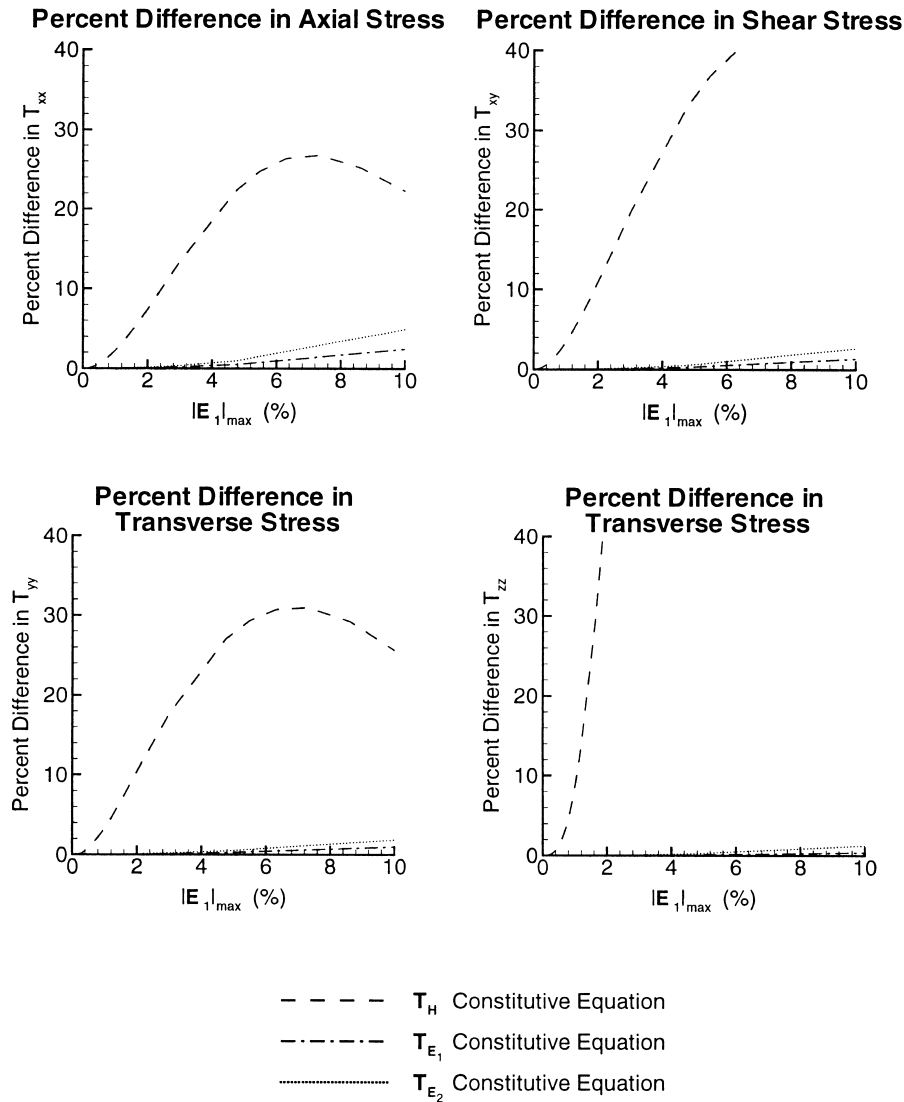 Percent Difference in Axial Stress
40
30
20
10
0
Percent Difference in Txx
0 2 4 6 8 10
|E 1|max (%)
Percent Difference in Shear Stress
40
30
20
10
0
Percent Difference in Txy
0 2 4 6 8 10
|E 1|max (%)
Percent Difference in
Transverse Stress
40
30
20
10
0
Percent Difference in Tyy
0 2 4 6 8 10
|E 1|max (%)
Percent Difference in
Transverse Stress
40
30
20
10
0
Percent Difference in Tzz
0 2 4 6 8 10
|E 1|max (%)
TH Constitutive Equation
TE1 Constitutive Equation
TE2 Constitutive Equation